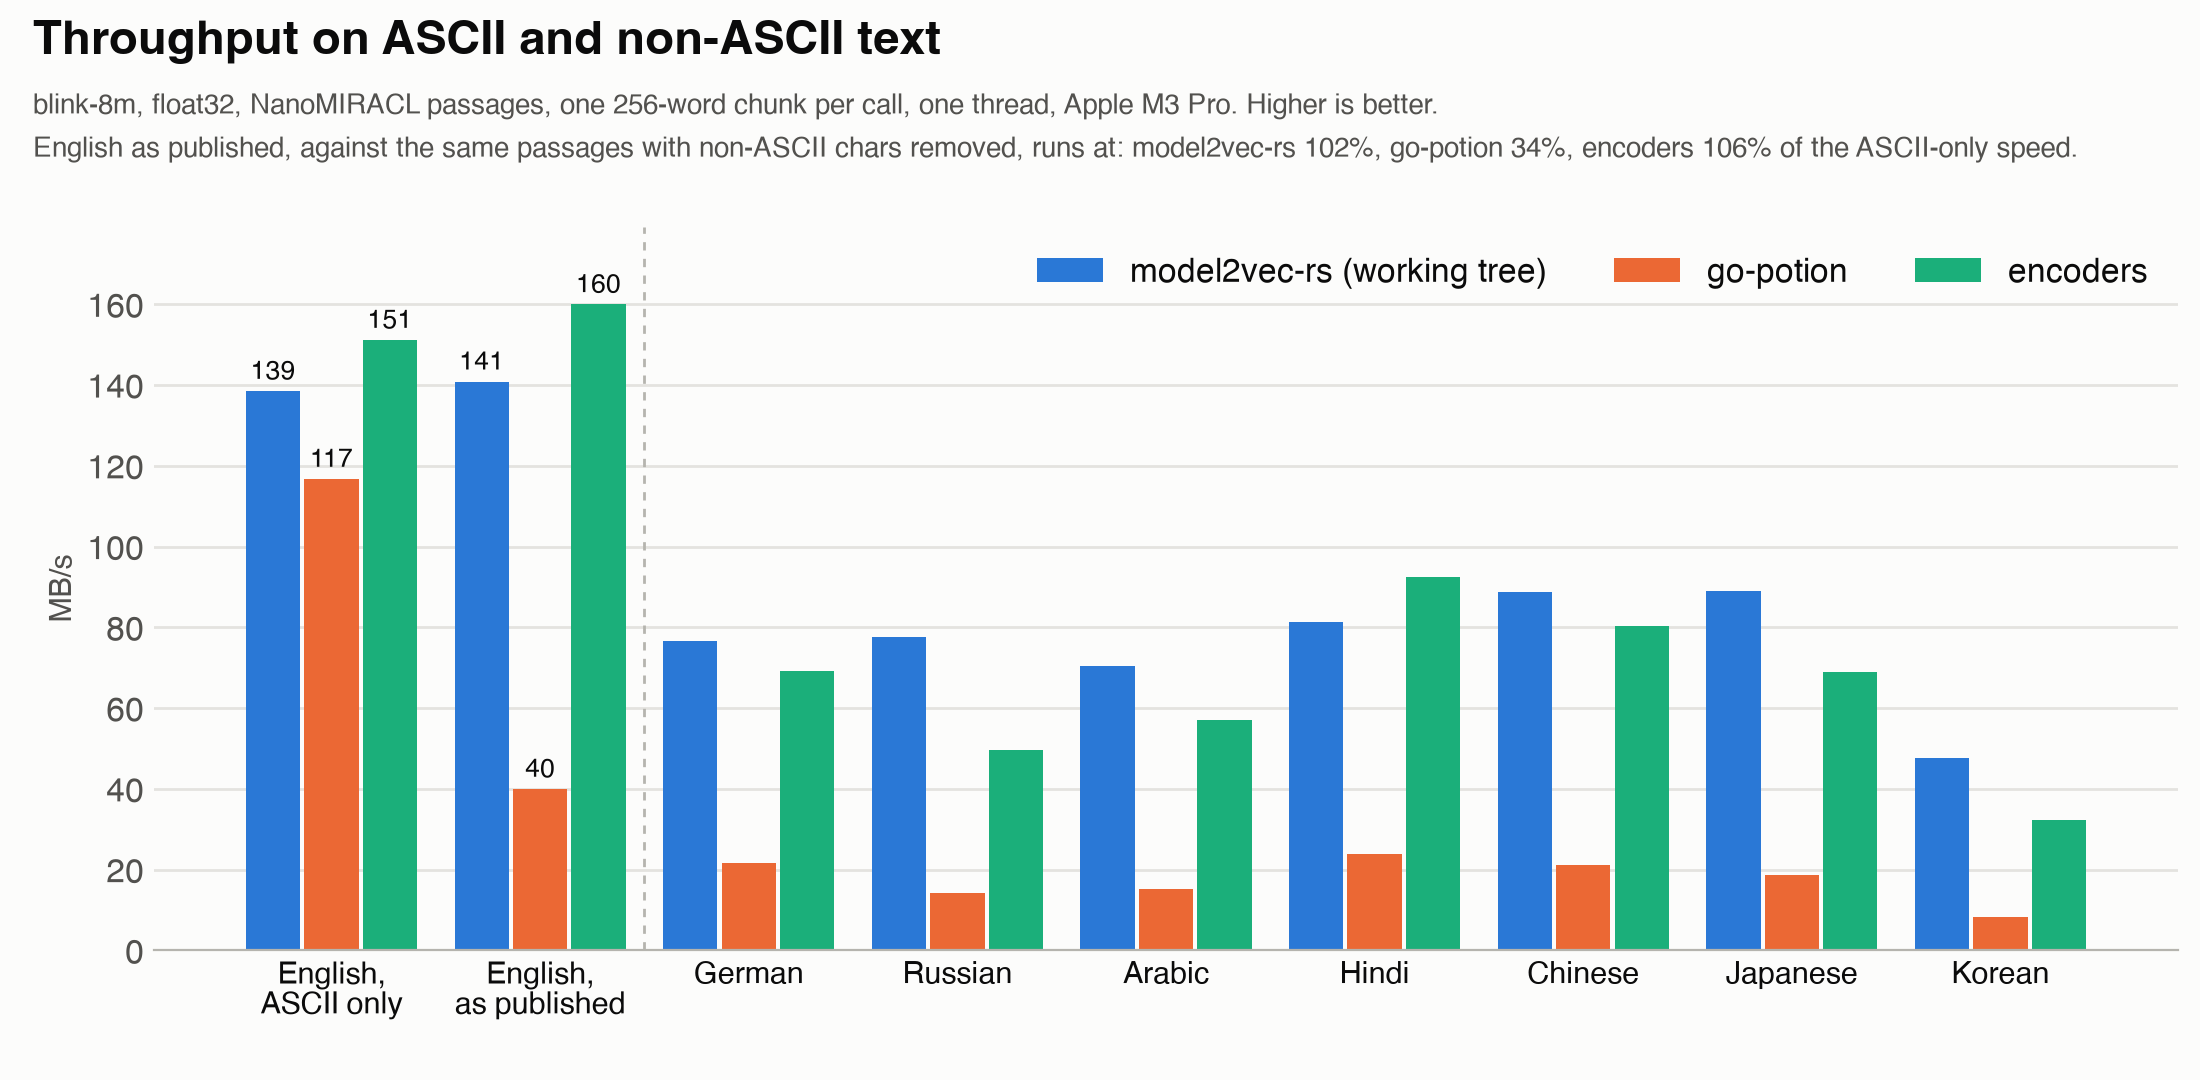 Throughput on ASCII and non-ASCII text
blink-8m, float32, NanoMIRACL passages, one 256-word chunk per call, one thread, Apple M3 Pro. Higher is better.
English as published, against the same passages with non-ASCII chars removed, runs at: model2vec-rs 102%, go-potion 34%, encoders 106% of the ASCII-only speed.
model2vec-rs (working tree)
go-potion
encoders
MB/s
160
140
120
100
80
60
40
20
0
139
117
151
141
40
160
English,
ASCII only
English,
as published
German
Russian
Arabic
Hindi
Chinese
Japanese
Korean